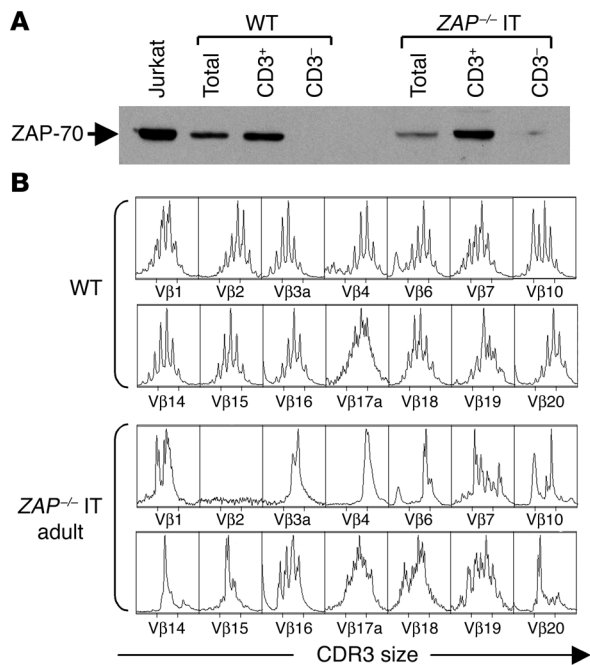 A
WT
ZAP–/– IT
Jurkat
Total
CD3+
CD3–
Total
CD3+
CD3–
ZAP-70
B
WT
Vβ1 Vβ2 Vβ3a Vβ4 Vβ6 Vβ7 Vβ10
Vβ14 Vβ15 Vβ16 Vβ17a Vβ18 Vβ19 Vβ20
ZAP–/– IT
adult
Vβ1 Vβ2 Vβ3a Vβ4 Vβ6 Vβ7 Vβ10
Vβ14 Vβ15 Vβ16 Vβ17a Vβ18 Vβ19 Vβ20
CDR3 size